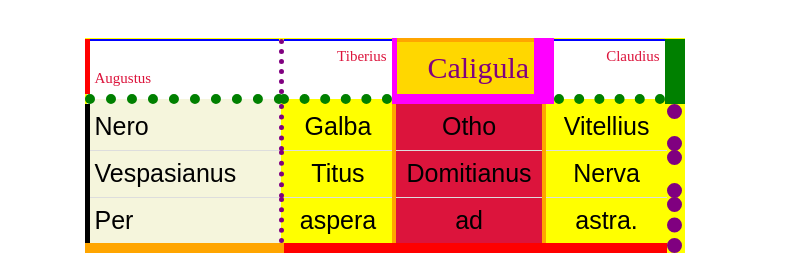 Augustus Tiberius Caligula Claudius
Nero Galba Otho Vitellius
Vespasianus Titus Domitianus Nerva
Per aspera ad astra.